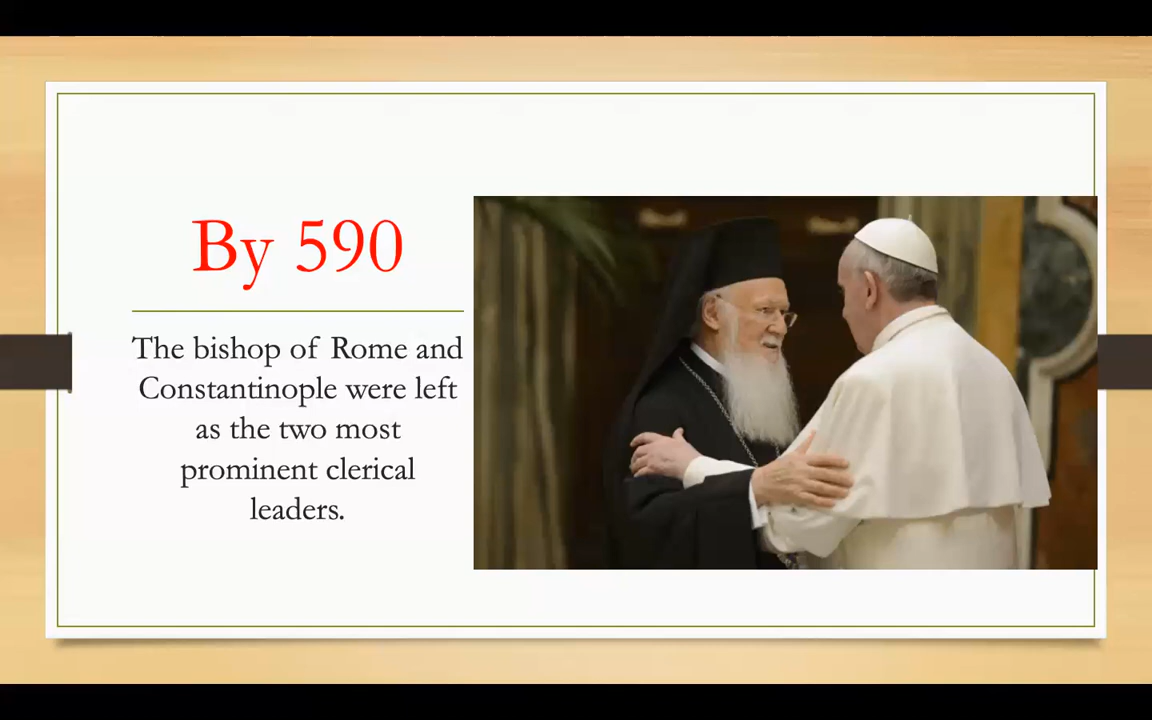 By 590
The bishop of Rome and
Constantinople were left
as the two most
prominent clerical
leaders.